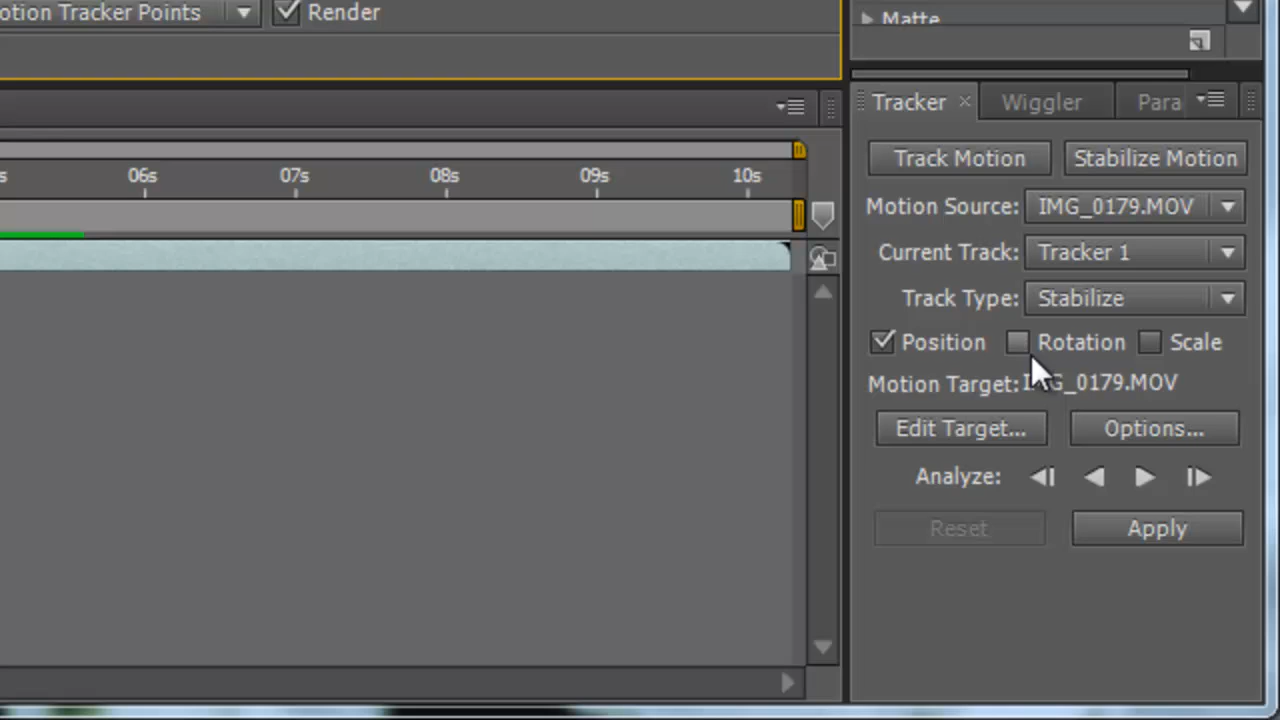 otion Tracker Points
Render
Matte
Tracker
Wiggler
Para
Track Motion
Stabilize Motion
s
06s
07s
08s
09s
10s
Motion Source:
IMG_0179.MOV
Current Track:
Tracker 1
Track Type:
Stabilize
Position
Rotation
Scale
Motion Target:
IMG_0179.MOV
Edit Target...
Options...
Analyze:
Reset
Apply